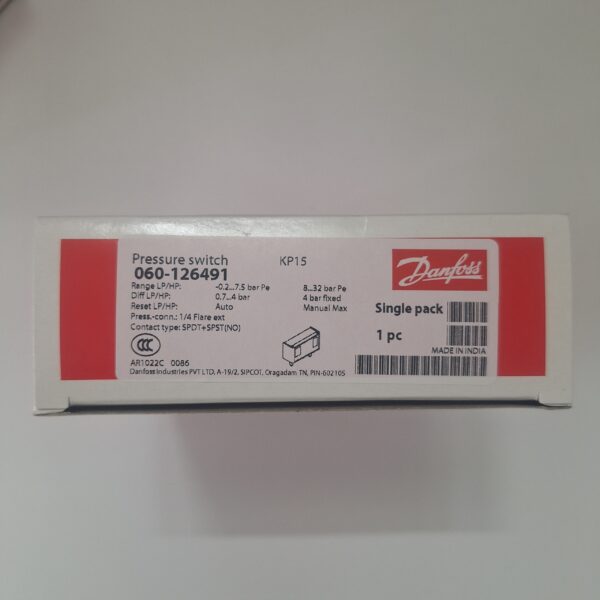 Pressure switch KP15
060-126491
Range LP/HP: -0.2...7.5 bar Pe 8...32 bar Pe
Diff LP/HP: 0.7...4 bar 4 bar fixed
Reset LP/HP: Auto Manual Max
Press.-conn.: 1/4 Flare ext
Contact type: SPDT+SPST(NO)
CCC
AR1022C 0086
Danfoss Industries PVT LTD, A-19/2, SIPCOT, Oragadam TN, PIN-602105
Danfoss
Single pack
1 pc
MADE IN INDIA